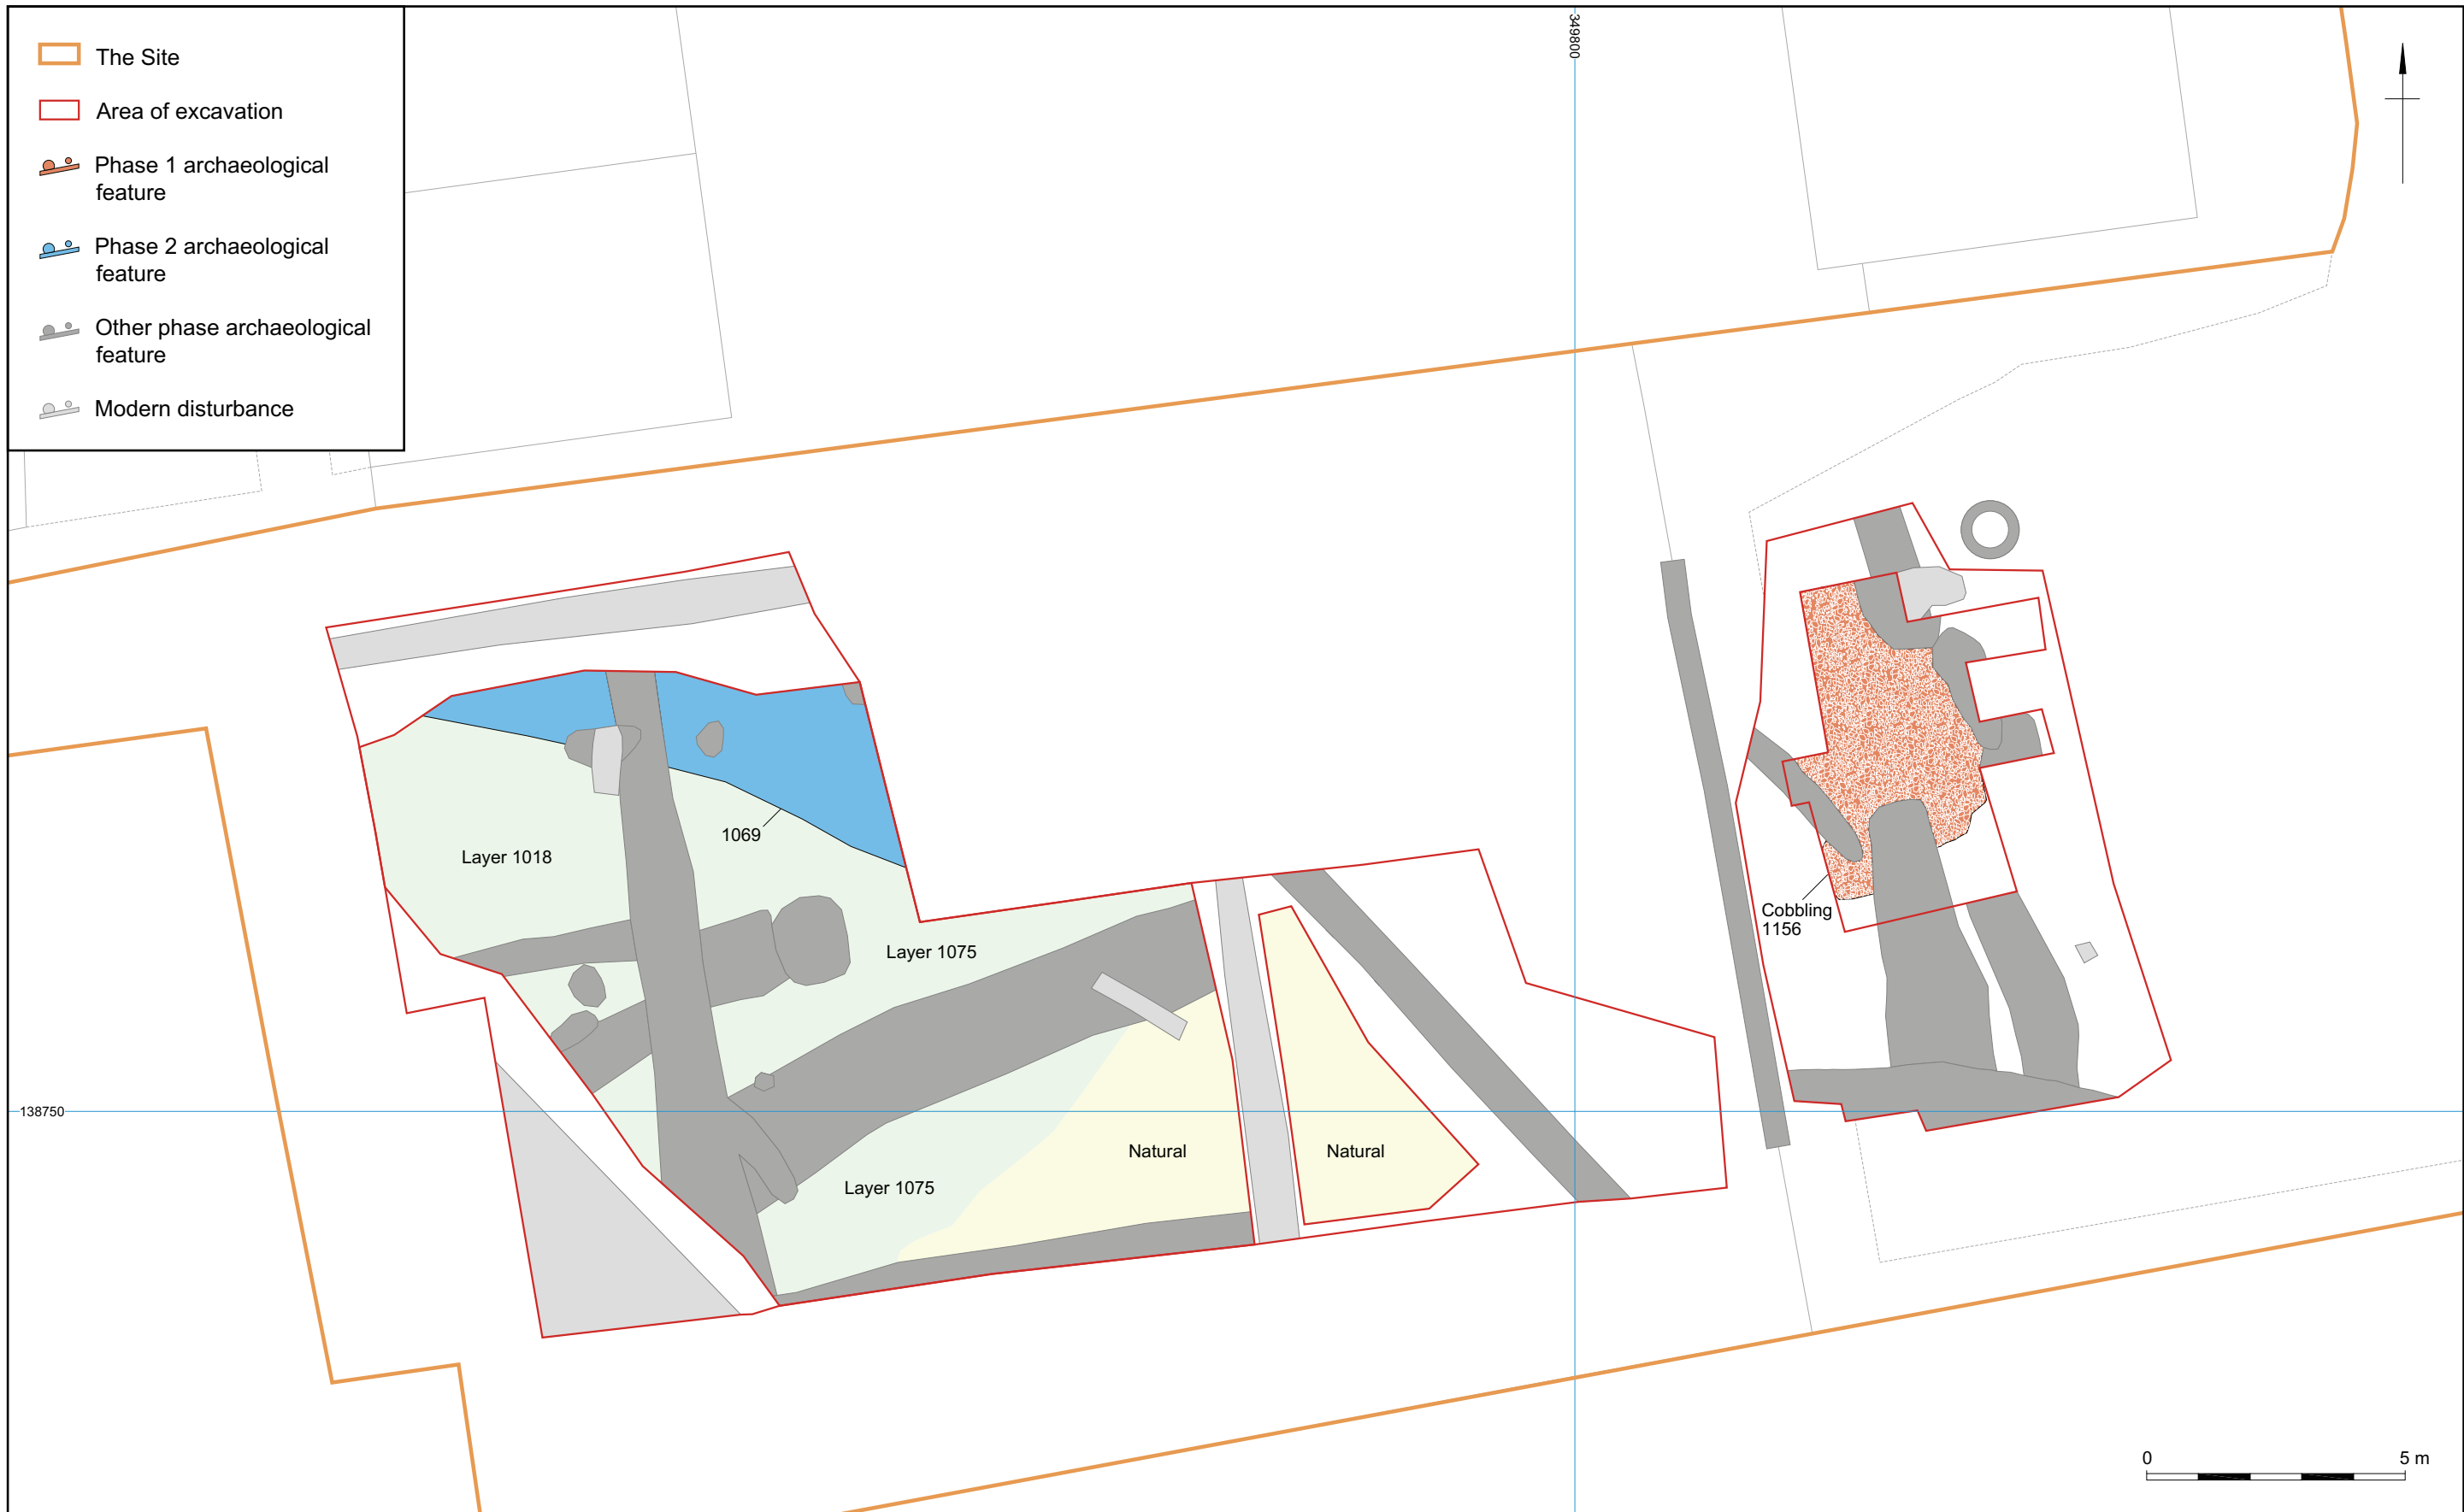 The Site
Area of excavation
Phase 1 archaeological
feature
Phase 2 archaeological
feature
Other phase archaeological
feature
Modern disturbance
349800
1069
Layer 1018
Cobbling
1156
Layer 1075
138750
Natural
Natural
Layer 1075
0
5 m